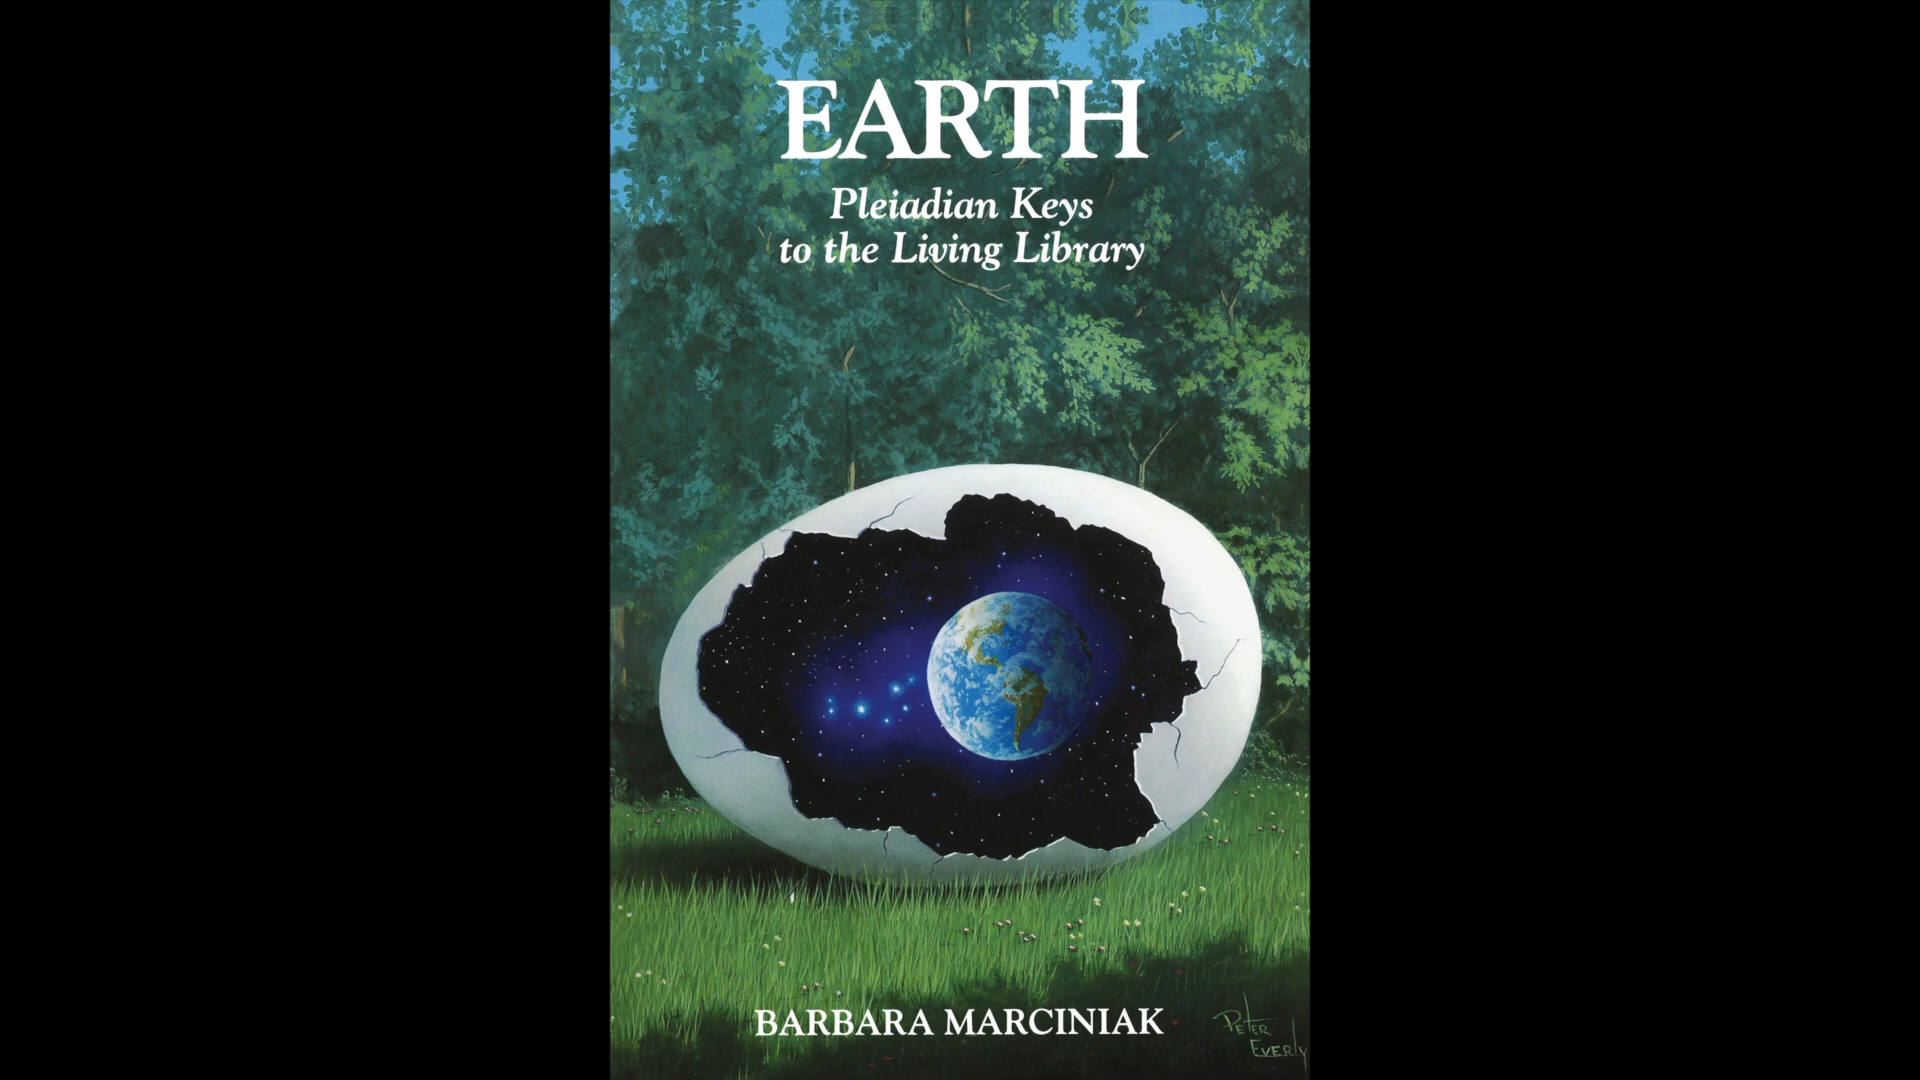 EARTH
Pleiadian Keys
to the Living Library
BARBARA MARCINIAK
Peter
Everly